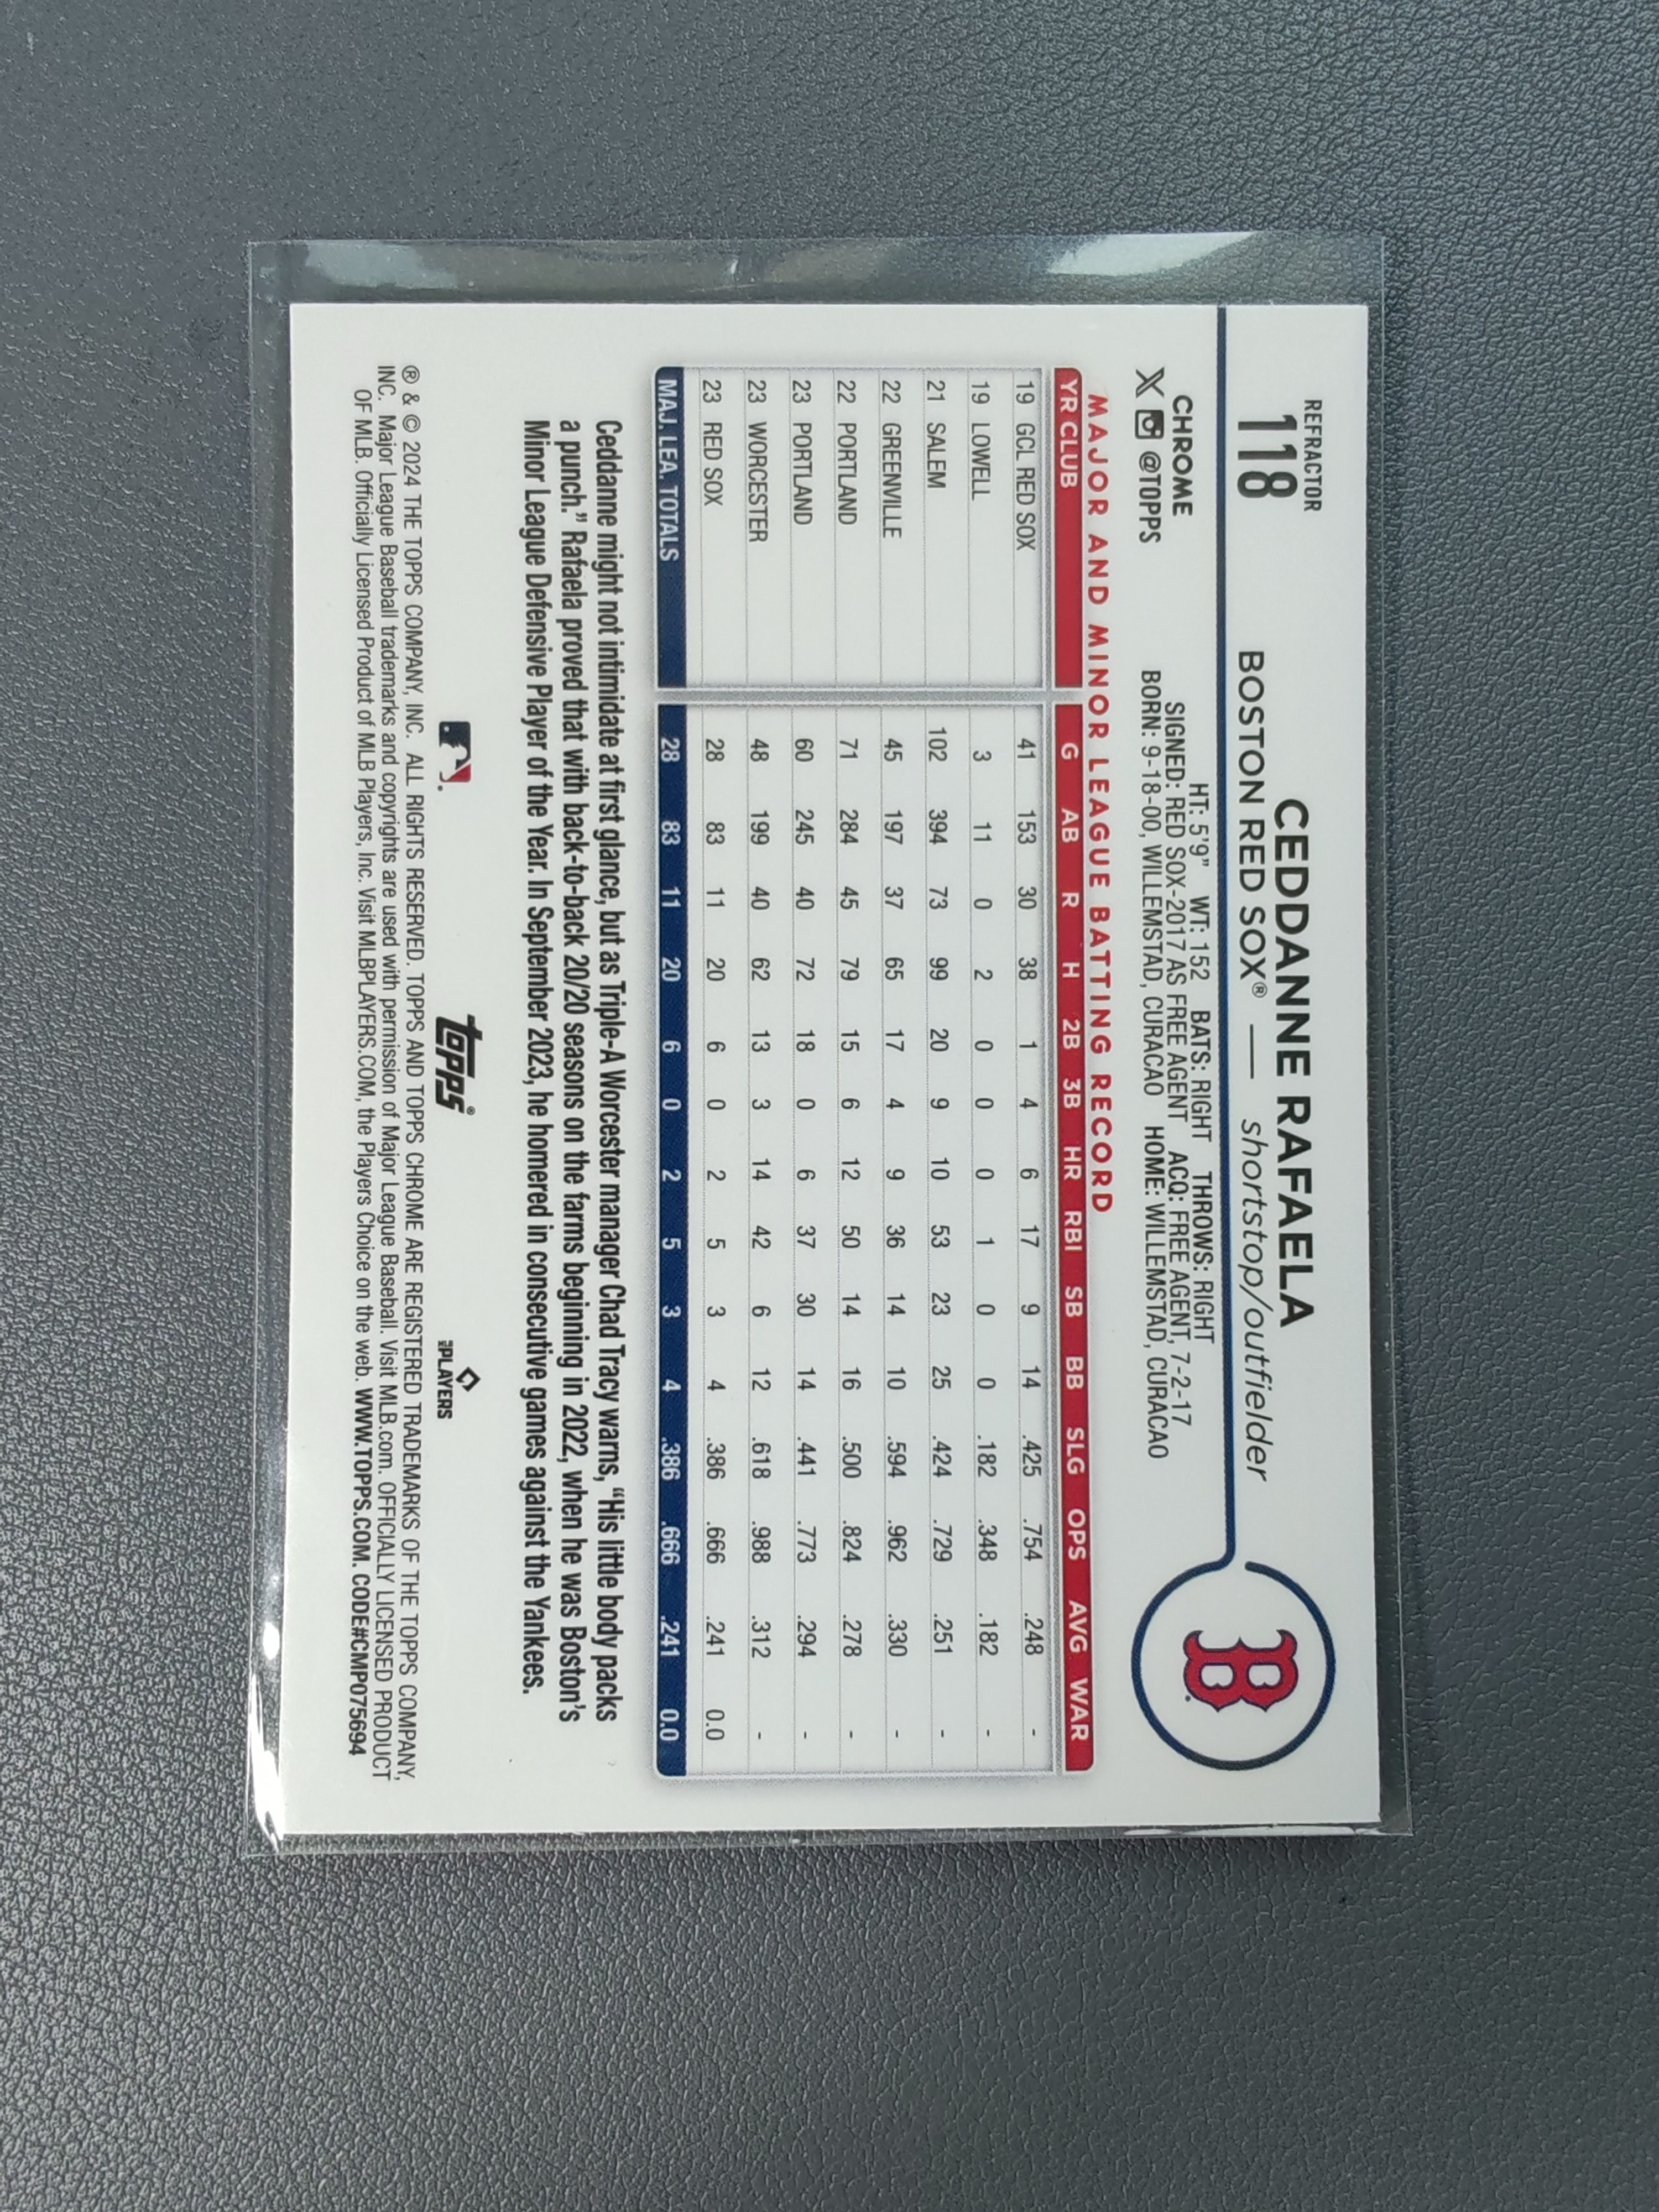 REFRACTOR
118
CEDDANNE RAFAELA
BOSTON RED SOX® — shortstop/outfielder
B
CHROME
X @TOPPS
HT: 5'9" WT: 152 BATS: RIGHT THROWS: RIGHT
SIGNED: RED SOX-2017 AS FREE AGENT ACQ: FREE AGENT, 7-2-17
BORN: 9-18-00, WILLEMSTAD, CURACAO HOME: WILLEMSTAD, CURACAO
MAJOR AND MINOR LEAGUE BATTING RECORD
YR CLUB G AB R H 2B 3B HR RBI SB BB SLG OPS AVG WAR
19 GCL RED SOX 41 153 30 38 1 4 6 17 9 14 .425 .754 .248 -
19 LOWELL 3 11 0 2 0 0 0 1 0 0 .182 .348 .182 -
21 SALEM 102 394 73 99 20 9 10 53 23 25 .424 .729 .251 -
22 GREENVILLE 45 197 37 65 17 4 9 36 14 10 .594 .962 .330 -
22 PORTLAND 71 284 45 79 15 6 12 50 14 16 .500 .824 .278 -
23 PORTLAND 60 245 40 72 18 0 6 37 30 14 .441 .773 .294 -
23 WORCESTER 48 199 40 62 13 3 14 42 6 12 .618 .988 .312 -
23 RED SOX 28 83 11 20 6 0 2 5 3 4 .386 .666 .241 0.0
MAJ. LEA. TOTALS 28 83 11 20 6 0 2 5 3 4 .386 .666 .241 0.0
Ceddanne might not intimidate at first glance, but as Triple-A Worcester manager Chad Tracy warns, “His little body packs
a punch.” Rafaela proved that with back-to-back 20/20 seasons on the farms beginning in 2022, when he was Boston's
Minor League Defensive Player of the Year. In September 2023, he homered in consecutive games against the Yankees.
topps®
MLB PLAYERS
® & © 2024 THE TOPPS COMPANY, INC. ALL RIGHTS RESERVED. TOPPS AND TOPPS CHROME ARE REGISTERED TRADEMARKS OF THE TOPPS COMPANY,
INC. Major League Baseball trademarks and copyrights are used with permission of Major League Baseball. Visit MLB.com. OFFICIALLY LICENSED PRODUCT
OF MLB. Officially Licensed Product of MLB Players, Inc. Visit MLBPLAYERS.COM, the Players Choice on the web. WWW.TOPPS.COM. CODE#CMP075694